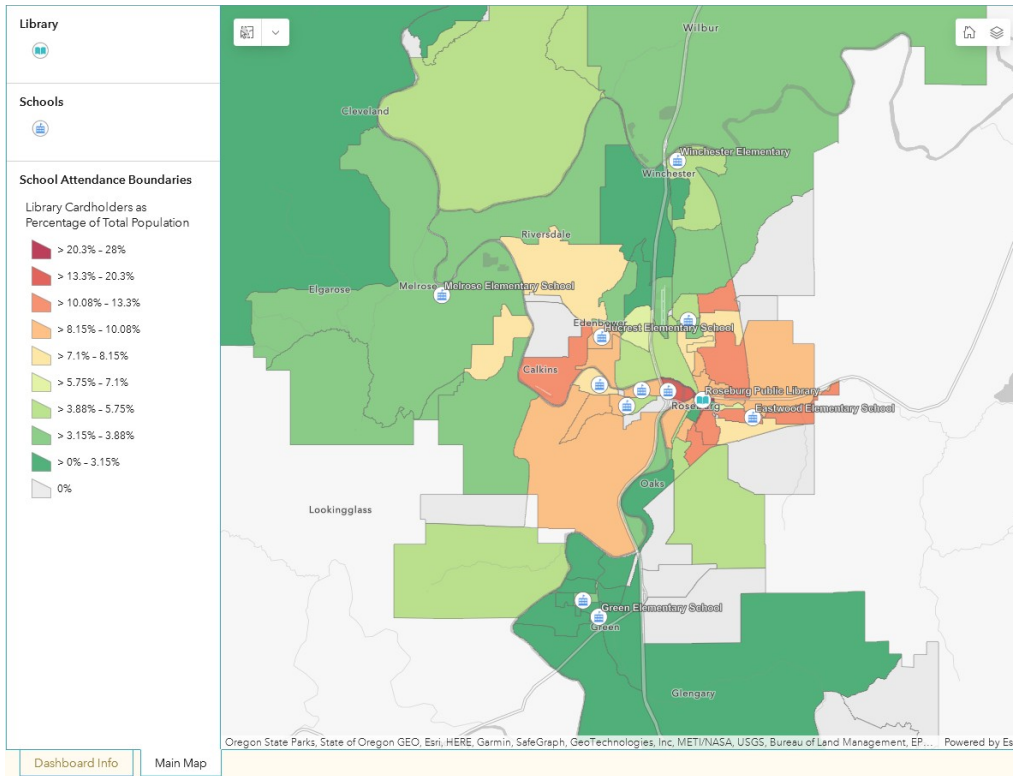 Library
Schools
School Attendance Boundaries
Library Cardholders as
Percentage of Total Population
> 20.3% - 28%
> 13.3% - 20.3%
> 10.08% - 13.3%
> 8.15% - 10.08%
> 7.1% - 8.15%
> 5.75% - 7.1%
> 3.88% - 5.75%
> 3.15% - 3.88%
> 0% - 3.15%
0%
Wilbur
Cleveland
Winchester Elementary
Winchester
Riversdale
Elgarose
Melrose
Melrose Elementary School
Hucrest Elementary School
Calkins
Roseburg Public Library
Roseburg
Eastwood Elementary School
Oaks
Lookingglass
Green Elementary School
Green
Glengary
Oregon State Parks, State of Oregon GEO, Esri, HERE, Garmin, SafeGraph, GeoTechnologies, Inc, METI/NASA, USGS, Bureau of Land Management, EP... Powered by Es
Dashboard Info
Main Map